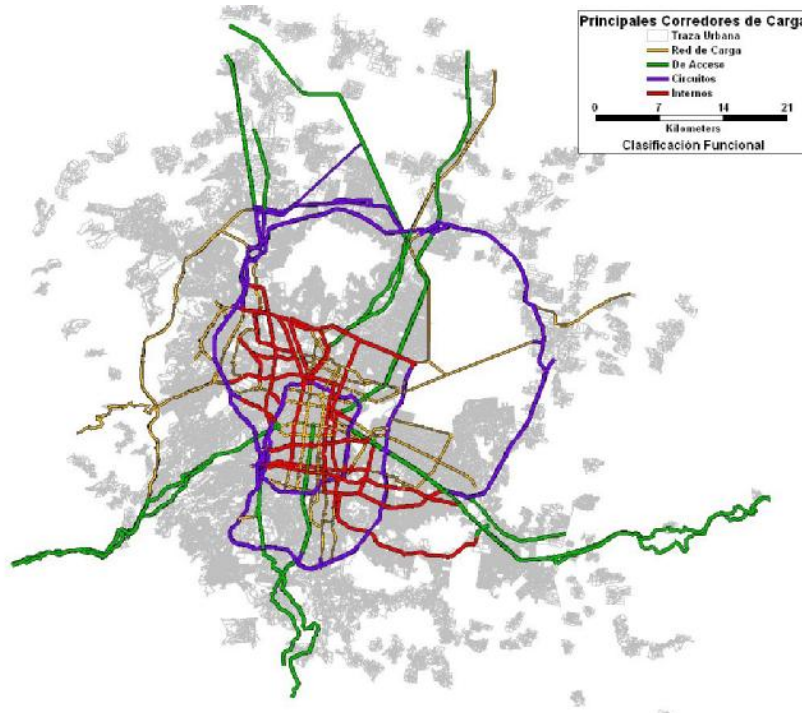 Principales Corredores de Carga
Traza Urbana
Red de Carga
De Acceso
Circuitos
Internos
0 7 14 21
Kilometers
Clasificación Funcional